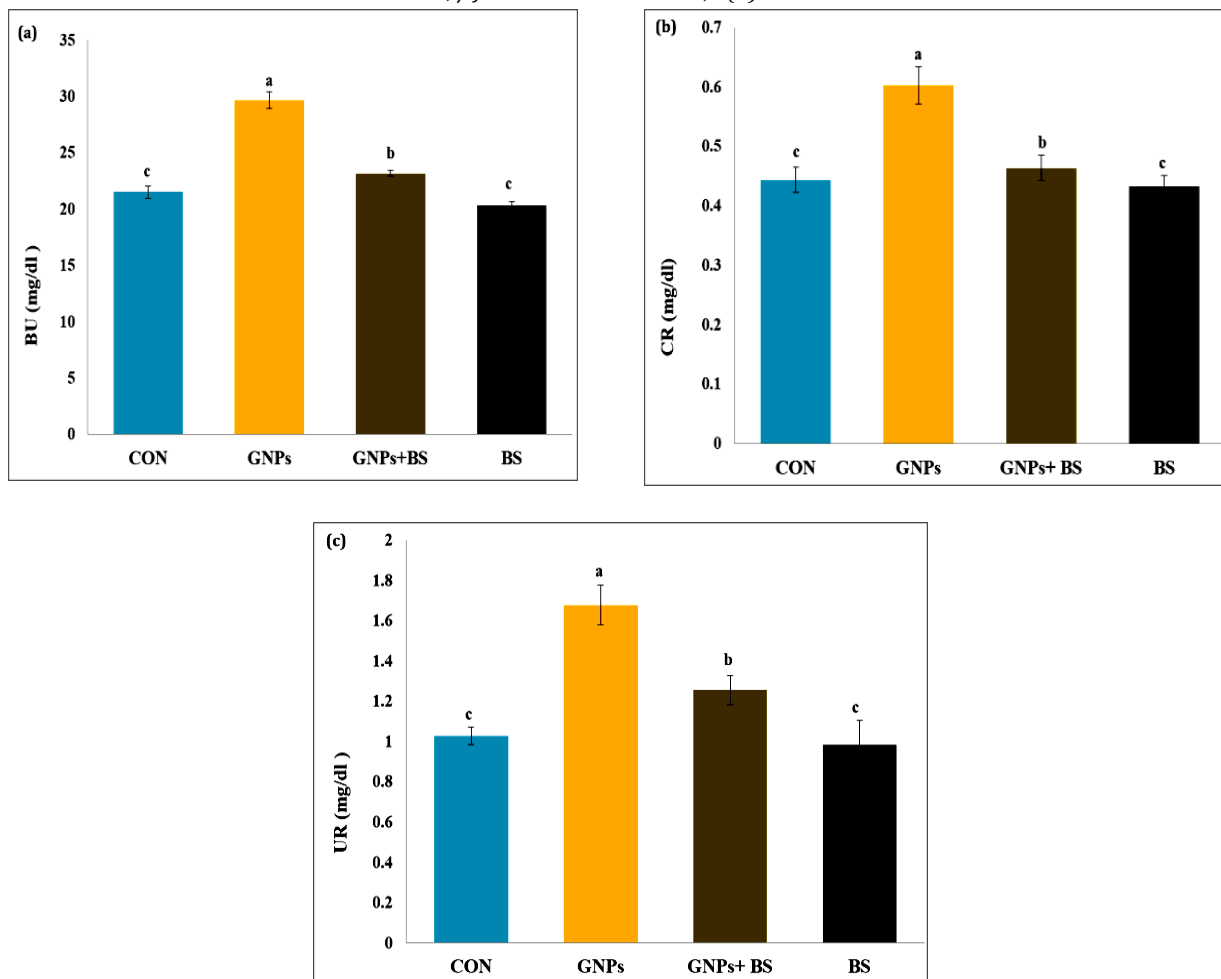 (a)
35
30
25
20
15
10
5
0
BU (mg/dl )
c
a
b
c
CON GNPs GNPs+BS BS
(b)
0.7
0.6
0.5
0.4
0.3
0.2
0.1
0
CR (mg/dl)
c
a
b
c
CON GNPs GNPs+ BS BS
(c)
2
1.8
1.6
1.4
1.2
1
0.8
0.6
0.4
0.2
0
UR (mg/dl )
c
a
b
c
CON GNPs GNPs+ BS BS